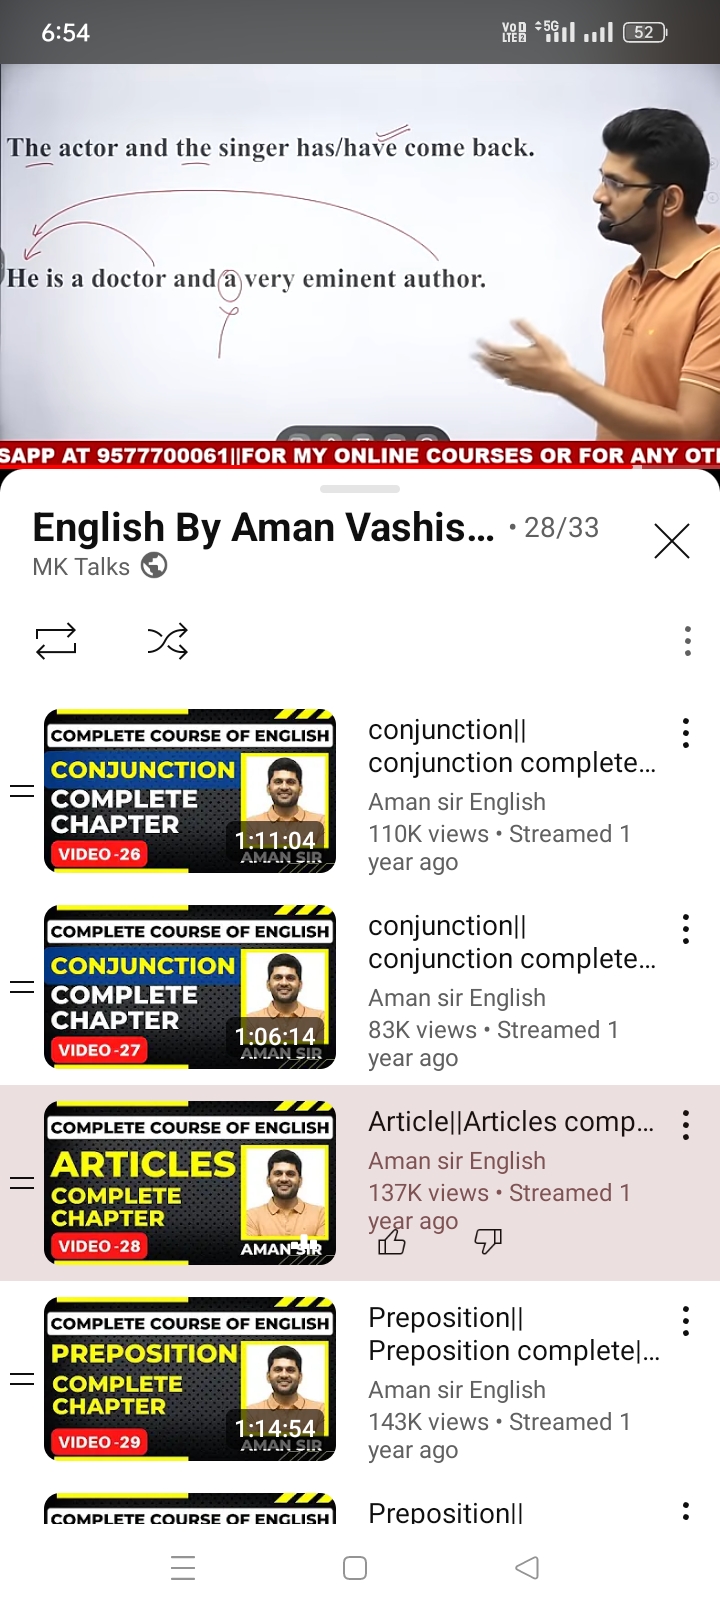 6:54
VoD LTE2 5G 52
The actor and the singer has/have come back.
He is a doctor and a very eminent author.
SAPP AT 9577700061||FOR MY ONLINE COURSES OR FOR ANY OT
English By Aman Vashis... • 28/33
MK Talks
COMPLETE COURSE OF ENGLISH
CONJUNCTION
COMPLETE
CHAPTER
VIDEO -26
1:11:04
AMAN SIR
conjunction||
conjunction complete...
Aman sir English
110K views • Streamed 1
year ago
COMPLETE COURSE OF ENGLISH
CONJUNCTION
COMPLETE
CHAPTER
VIDEO -27
1:06:14
AMAN SIR
conjunction||
conjunction complete...
Aman sir English
83K views • Streamed 1
year ago
COMPLETE COURSE OF ENGLISH
ARTICLES
COMPLETE
CHAPTER
VIDEO -28
AMAN SIR
Article||Articles comp...
Aman sir English
137K views • Streamed 1
year ago
COMPLETE COURSE OF ENGLISH
PREPOSITION
COMPLETE
CHAPTER
VIDEO -29
1:14:54
AMAN SIR
Preposition||
Preposition complete|...
Aman sir English
143K views • Streamed 1
year ago
COMPLETE COURSE OF ENGLISH
Preposition||